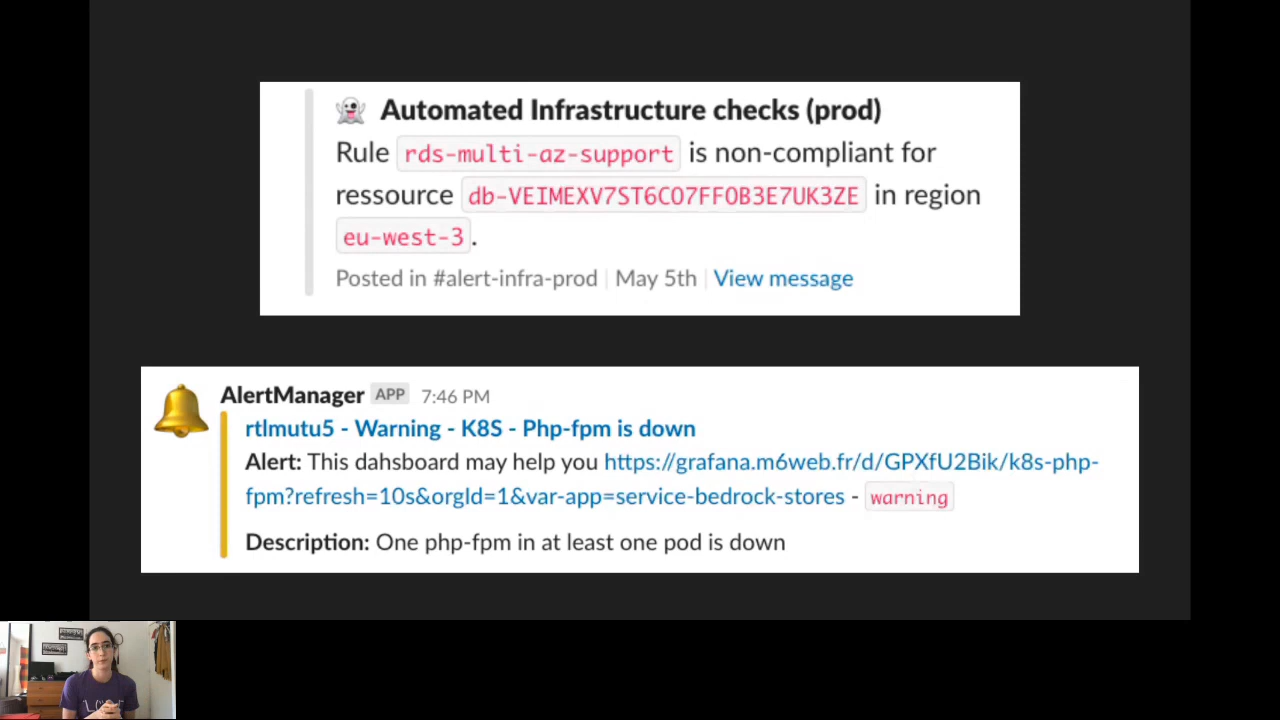 Automated Infrastructure checks (prod)
Rule rds-multi-az-support is non-compliant for
ressource db-VEIMEXV7ST6CO7FFOB3E7UK3ZE in region
eu-west-3.
Posted in #alert-infra-prod | May 5th | View message
AlertManager APP 7:46 PM
rtlmutu5 - Warning - K8S - Php-fpm is down
Alert: This dahsboard may help you https://grafana.m6web.fr/d/GPXfU2Bik/k8s-php-
fpm?refresh=10s&orgId=1&var-app=service-bedrock-stores - warning
Description: One php-fpm in at least one pod is down